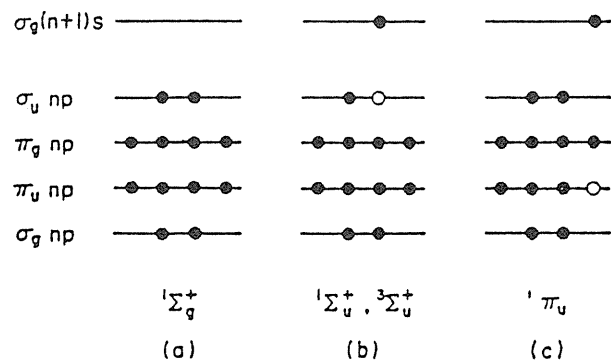 σg(n+1)s
σu np
πg np
πu np
σg np
¹Σg⁺
¹Σu⁺ , ³Σu⁺
¹πu
(a)
(b)
(c)